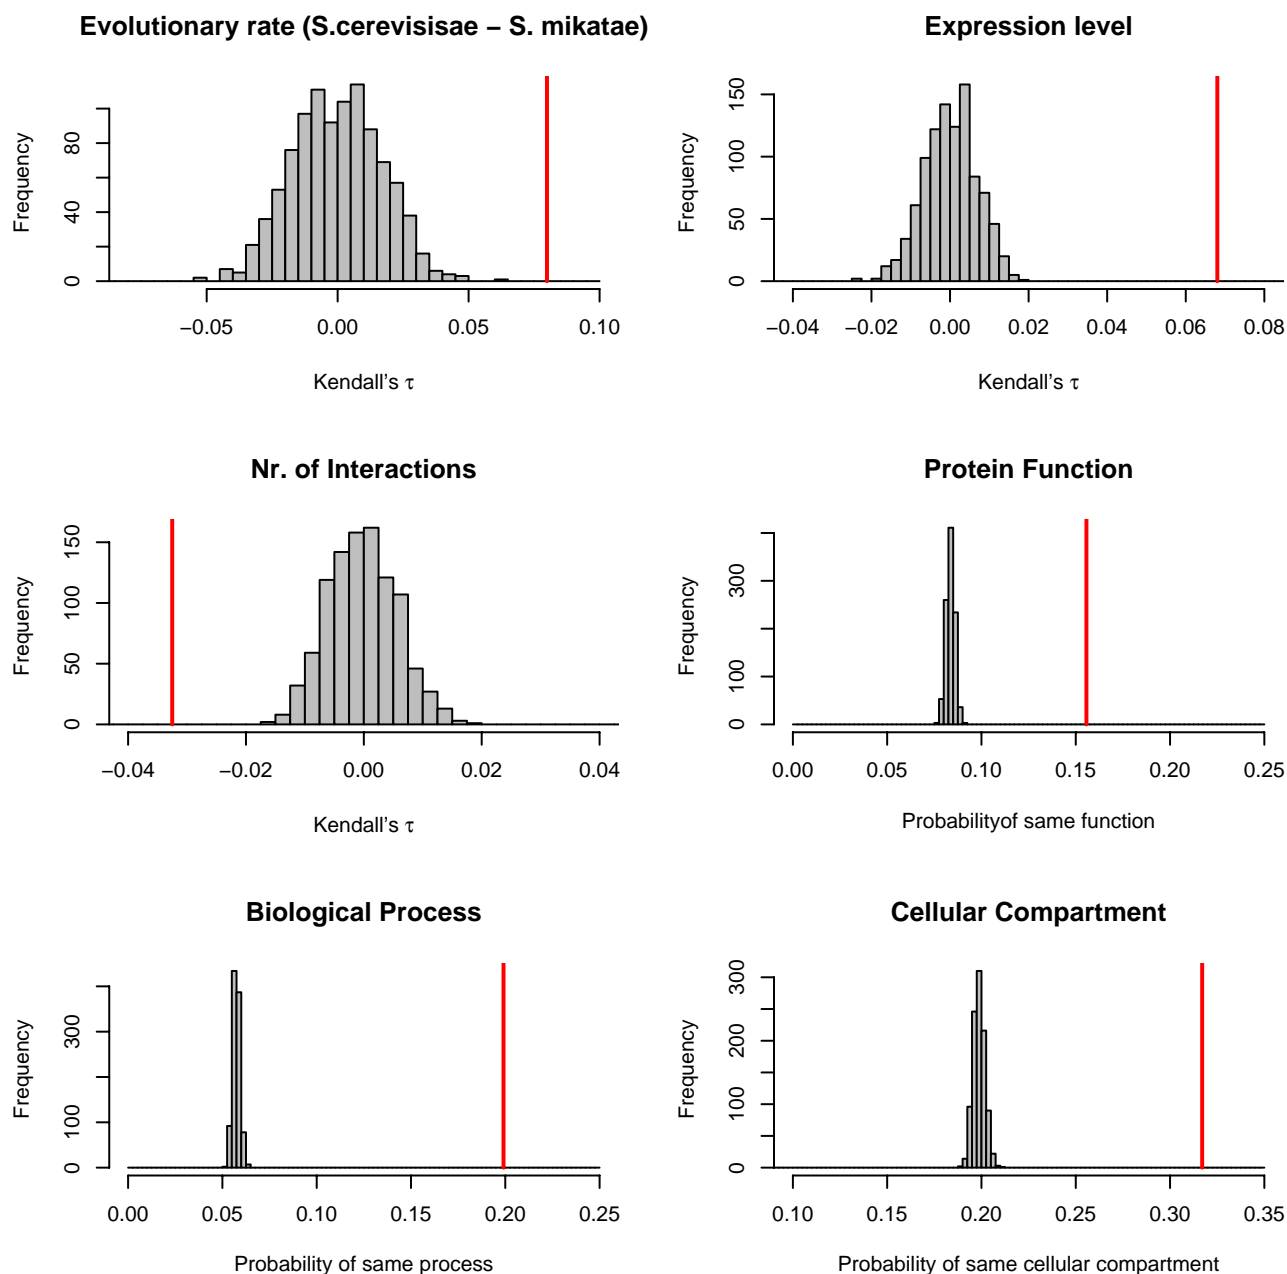 Evolutionary rate (S.cerevisisae – S. mikatae)
Frequency
0 40 80
−0.05 0.00 0.05 0.10
Kendall's τ
Expression level
Frequency
0 50 100 150
−0.04 −0.02 0.00 0.02 0.04 0.06 0.08
Kendall's τ
Nr. of Interactions
Frequency
0 50 100 150
−0.04 −0.02 0.00 0.02 0.04
Kendall's τ
Protein Function
Frequency
0 100 300
0.00 0.05 0.10 0.15 0.20 0.25
Probabilityof same function
Biological Process
Frequency
0 100 300
0.00 0.05 0.10 0.15 0.20 0.25
Probability of same process
Cellular Compartment
Frequency
0 100 200 300
0.10 0.15 0.20 0.25 0.30 0.35
Probability of same cellular compartment